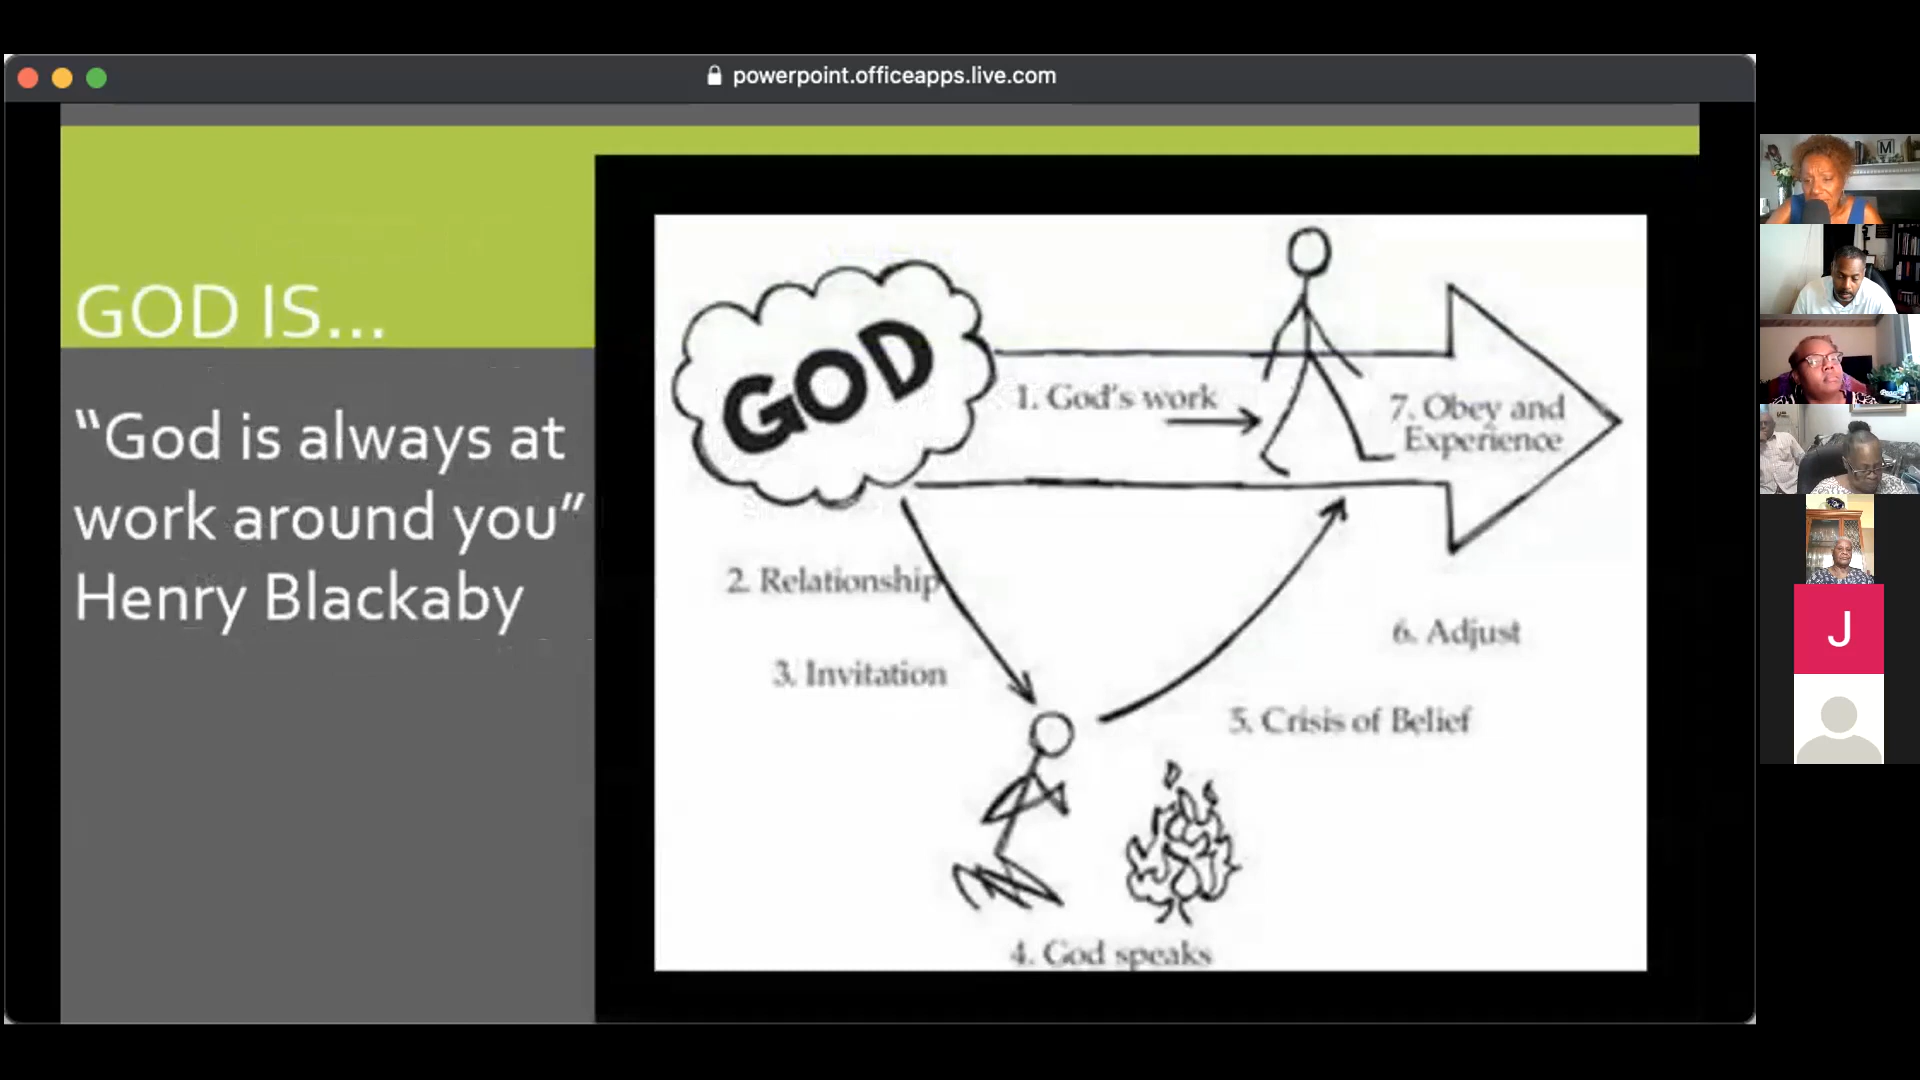 powerpoint.officeapps.live.com
GOD IS...
“God is always at
work around you”
Henry Blackaby
GOD
1. God's work
7. Obey and
Experience
2. Relationship
3. Invitation
6. Adjust
5. Crisis of Belief
4. God speaks
M
J